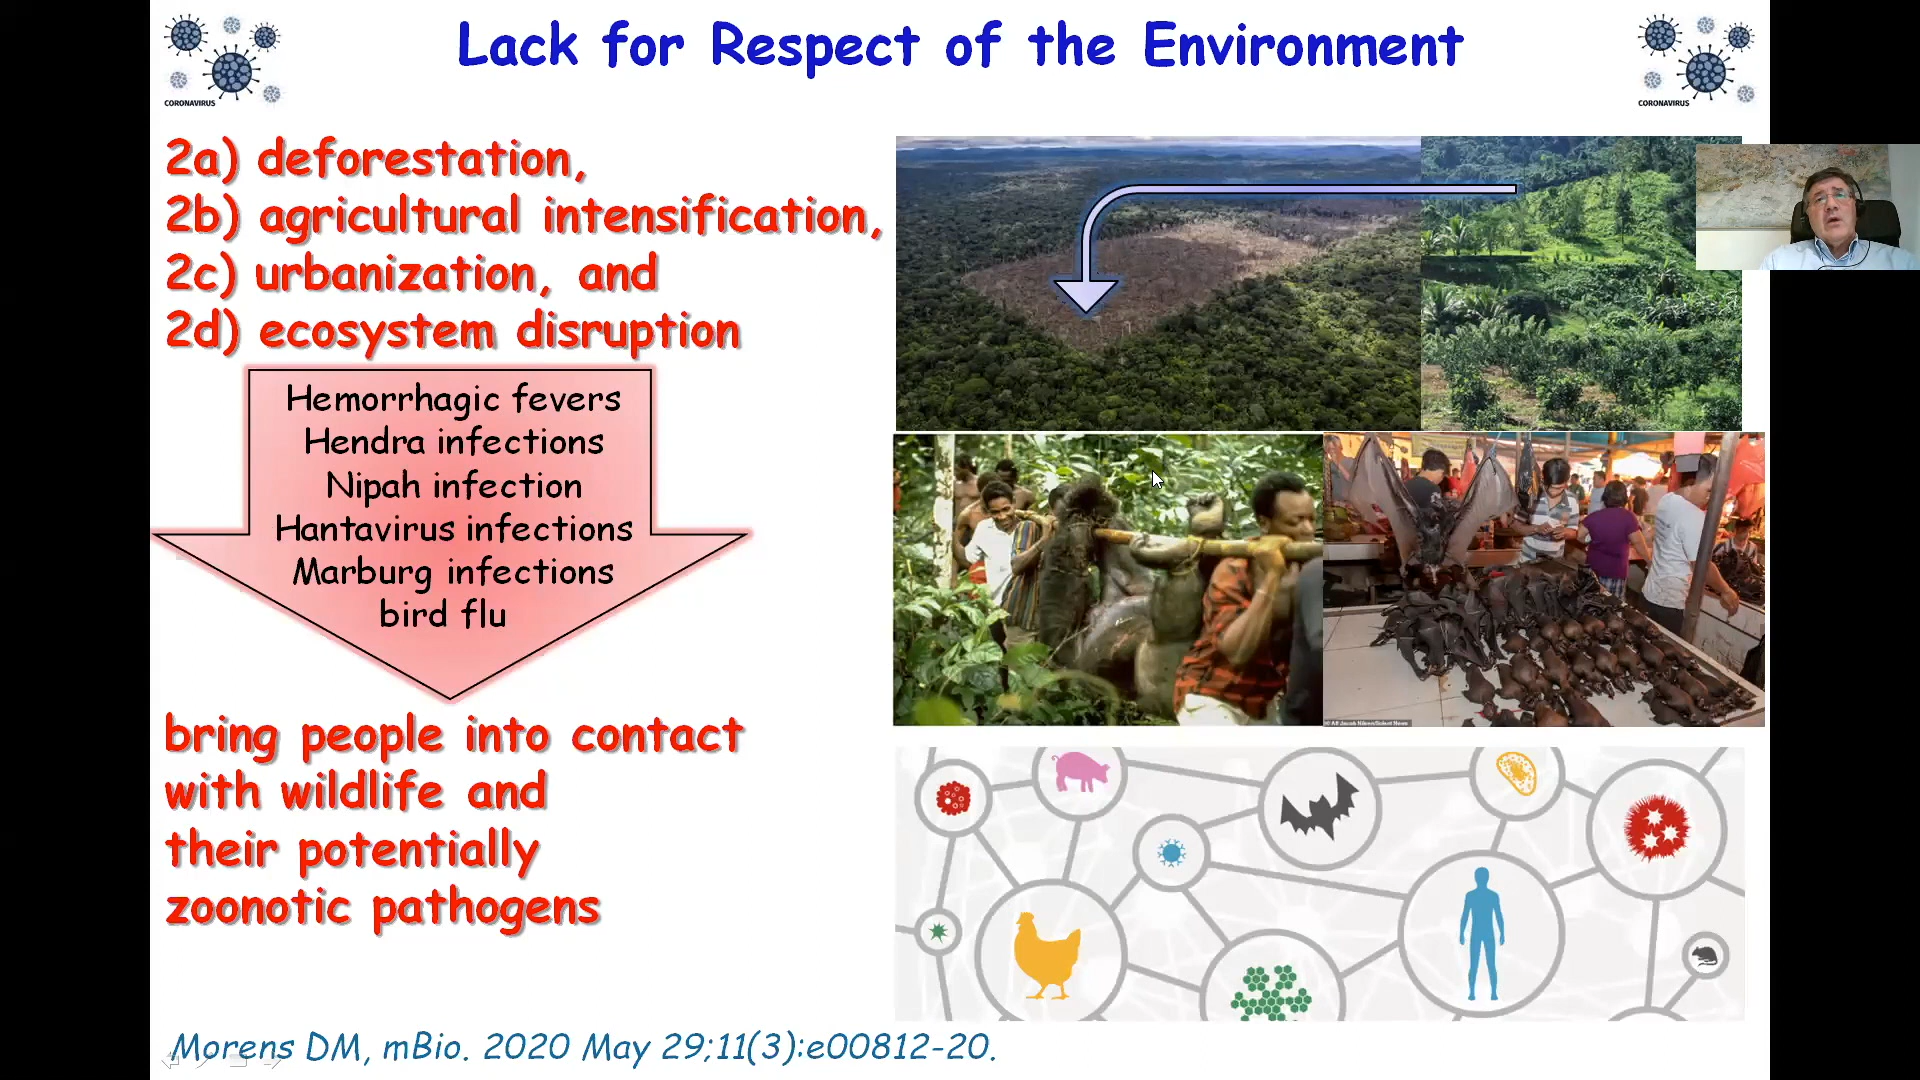 Lack for Respect of the Environment
CORONAVIRUS
CORONAVIRUS
2a) deforestation,
2b) agricultural intensification,
2c) urbanization, and
2d) ecosystem disruption
Hemorrhagic fevers
Hendra infections
Nipah infection
Hantavirus infections
Marburg infections
bird flu
bring people into contact
with wildlife and
their potentially
zoonotic pathogens
Morens DM, mBio. 2020 May 29;11(3):e00812-20.